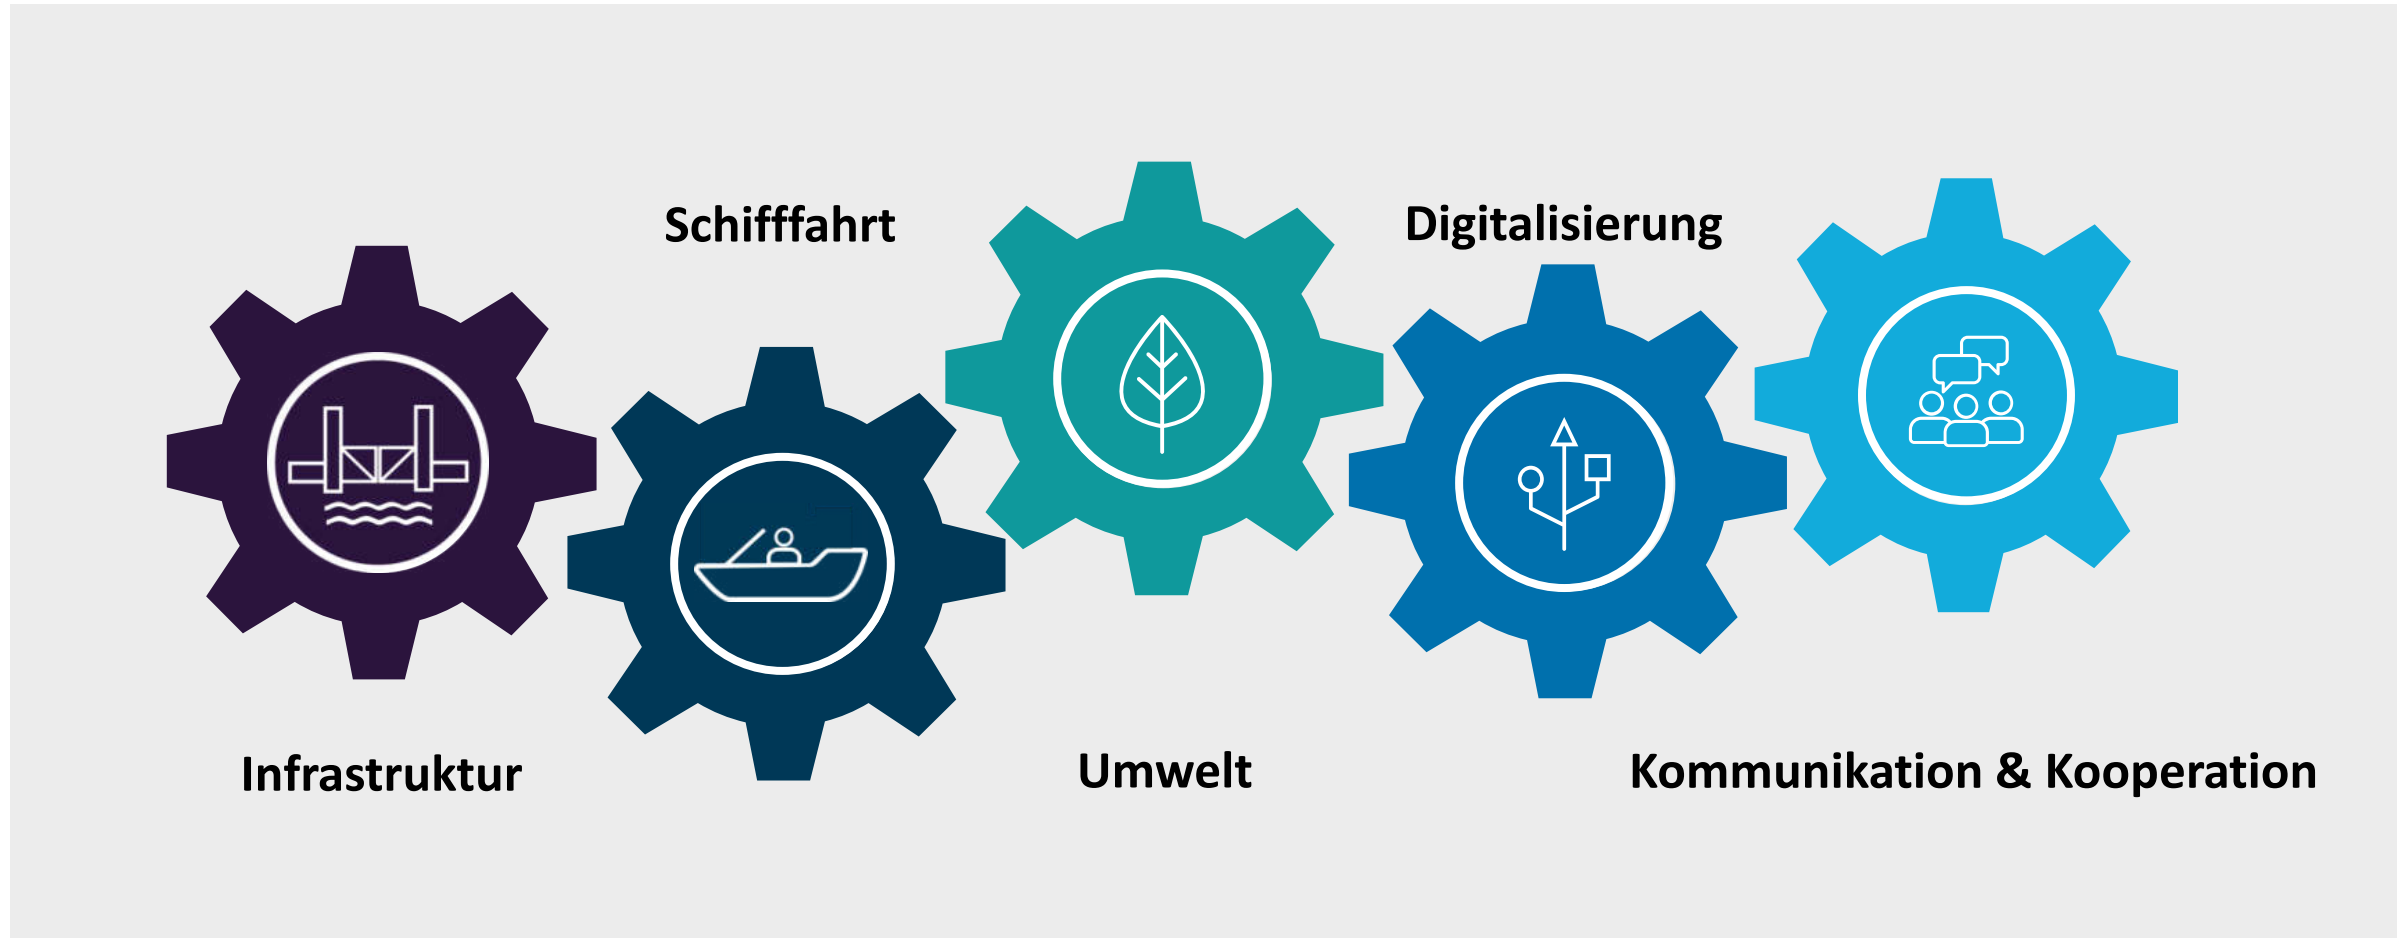 Schifffahrt
Digitalisierung
Infrastruktur
Umwelt
Kommunikation & Kooperation